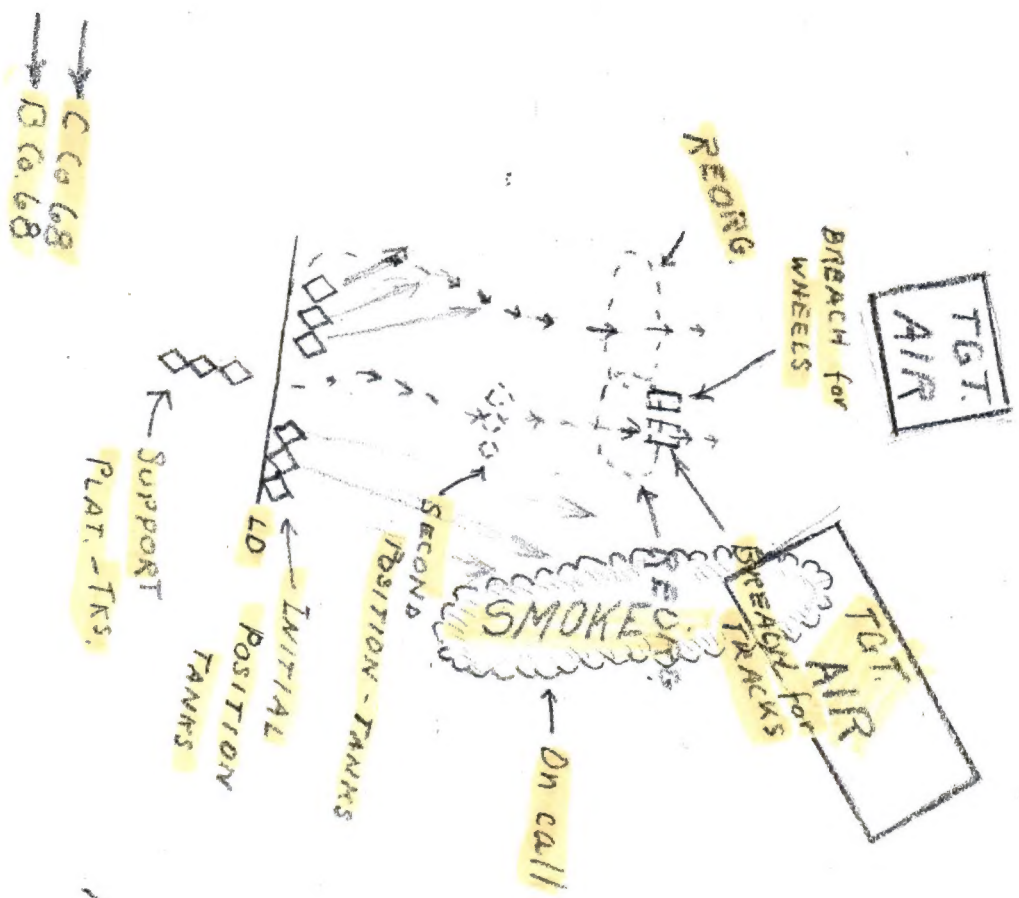 C Co 68
B Co. 68
REORG.
BREACH for
WHEELS
TGT.
AIR
TGT.
AIR
BREACH for
TRACKS
REORG
SMOKE
On call
SECOND
POSITION - TANKS
LD
INITIAL
POSITION
TANKS
SUPPORT
PLAT. - TKS.